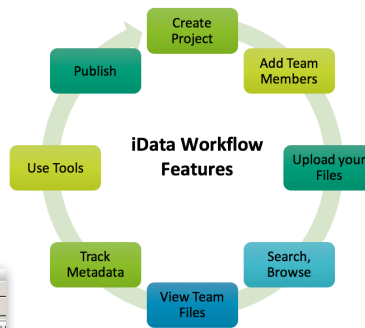 Create
Project
Add Team
Members
Upload your
Files
Search,
Browse
View Team
Files
Track
Metadata
Use Tools
Publish
iData Workflow
Features